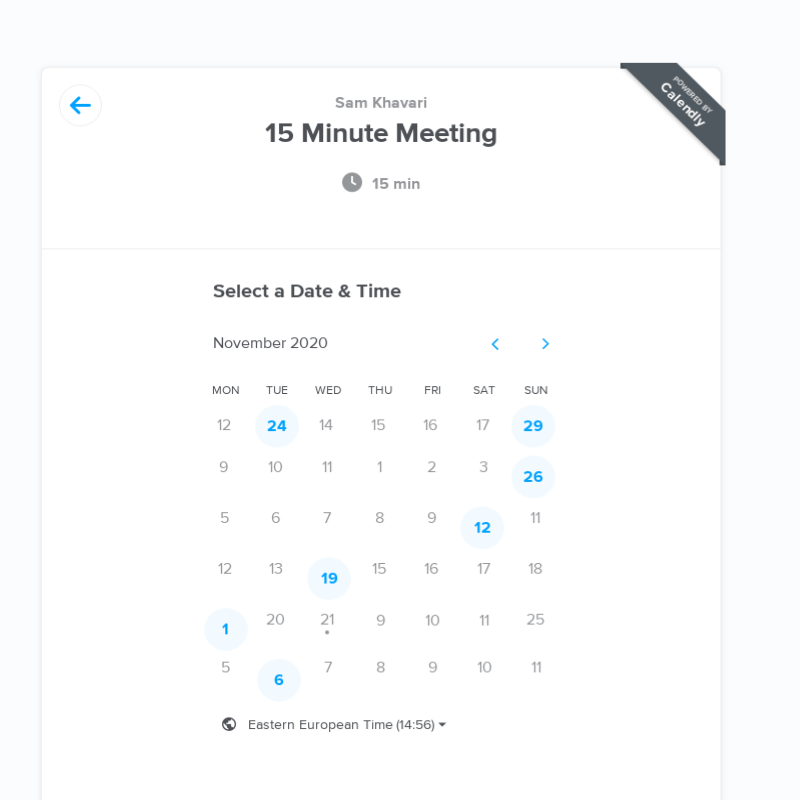 POWERED BY
Calendly
Sam Khavari
15 Minute Meeting
15 min
Select a Date & Time
November 2020
MON TUE WED THU FRI SAT SUN
12 24 14 15 16 17 29
9 10 11 1 2 3 26
5 6 7 8 9 12 11
12 13 19 15 16 17 18
1 20 21 9 10 11 25
5 6 7 8 9 10 11
Eastern European Time (14:56)